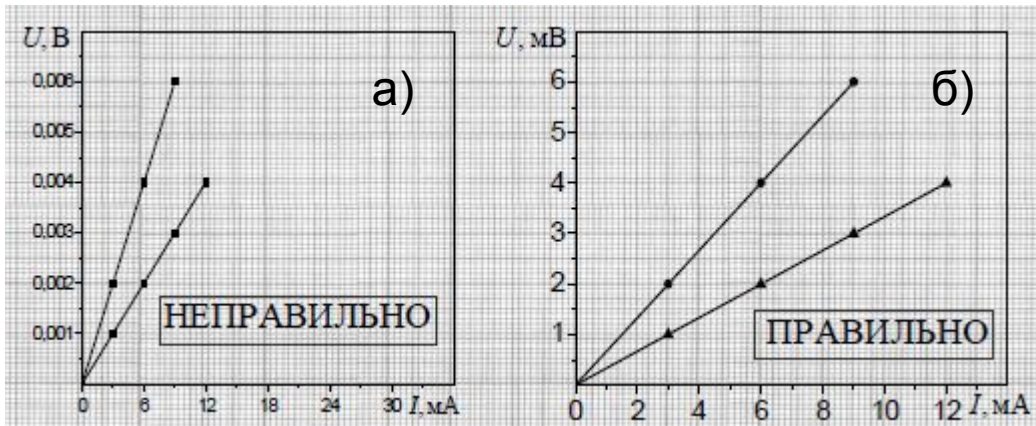 U, В
а)
0,006
0,005
0,004
0,003
0,002
0,001
НЕПРАВИЛЬНО
0 6 12 18 24 30 I, мА
U, мВ
б)
6
5
4
3
2
1
ПРАВИЛЬНО
0 2 4 6 8 10 12 I, мА